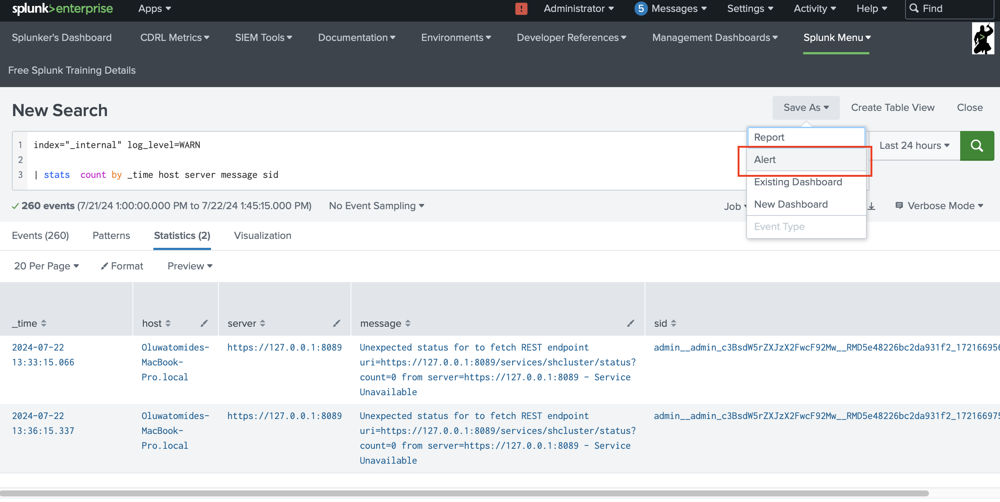 splunk>enterprise Apps ! Administrator 5 Messages Settings Activity Help Find
Splunker's Dashboard CDRL Metrics SIEM Tools Documentation Environments Developer References Management Dashboards Splunk Menu
Free Splunk Training Details
New Search
Save As Create Table View Close
Report
Alert
Existing Dashboard
New Dashboard
Event Type
1 index="_internal" log_level=WARN
2
3 | stats  count by _time host server message sid
Last 24 hours
260 events (7/21/24 1:00:00.000 PM to 7/22/24 1:45:15.000 PM) No Event Sampling Job Verbose Mode
Events (260) Patterns Statistics (2) Visualization
20 Per Page Format Preview
_time host server message sid
2024-07-22
13:33:15.066
Oluwatomides-
MacBook-
Pro.local
https://127.0.0.1:8089
Unexpected status for to fetch REST endpoint
uri=https://127.0.0.1:8089/services/shcluster/status?
count=0 from server=https://127.0.0.1:8089 - Service
Unavailable
admin__admin_c3BsdW5rZXJzX2FwcF92Mw__RMD5e48226bc2da931f2_172166956
2024-07-22
13:36:15.337
Oluwatomides-
MacBook-
Pro.local
https://127.0.0.1:8089
Unexpected status for to fetch REST endpoint
uri=https://127.0.0.1:8089/services/shcluster/status?
count=0 from server=https://127.0.0.1:8089 - Service
Unavailable
admin__admin_c3BsdW5rZXJzX2FwcF92Mw__RMD5e48226bc2da931f2_172166975